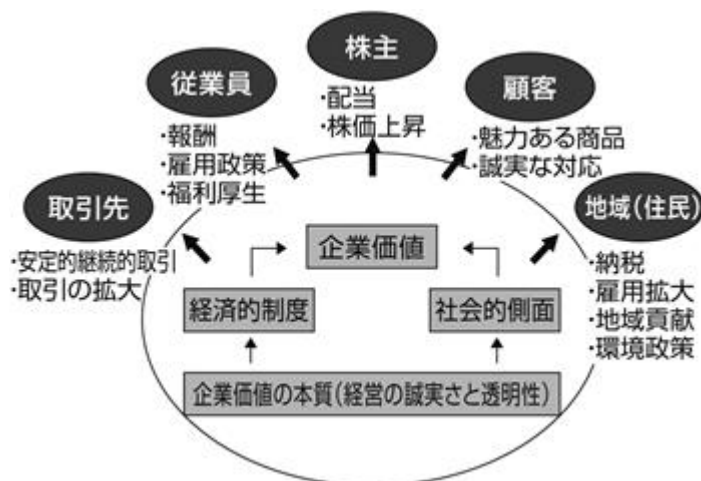 株主
・配当
・株価上昇
従業員
・報酬
・雇用政策
・福利厚生
顧客
・魅力ある商品
・誠実な対応
取引先
・安定的継続的取引
・取引の拡大
地域(住民)
・納税
・雇用拡大
・地域貢献
・環境政策
企業価値
経済的制度
社会的側面
企業価値の本質(経営の誠実さと透明性)